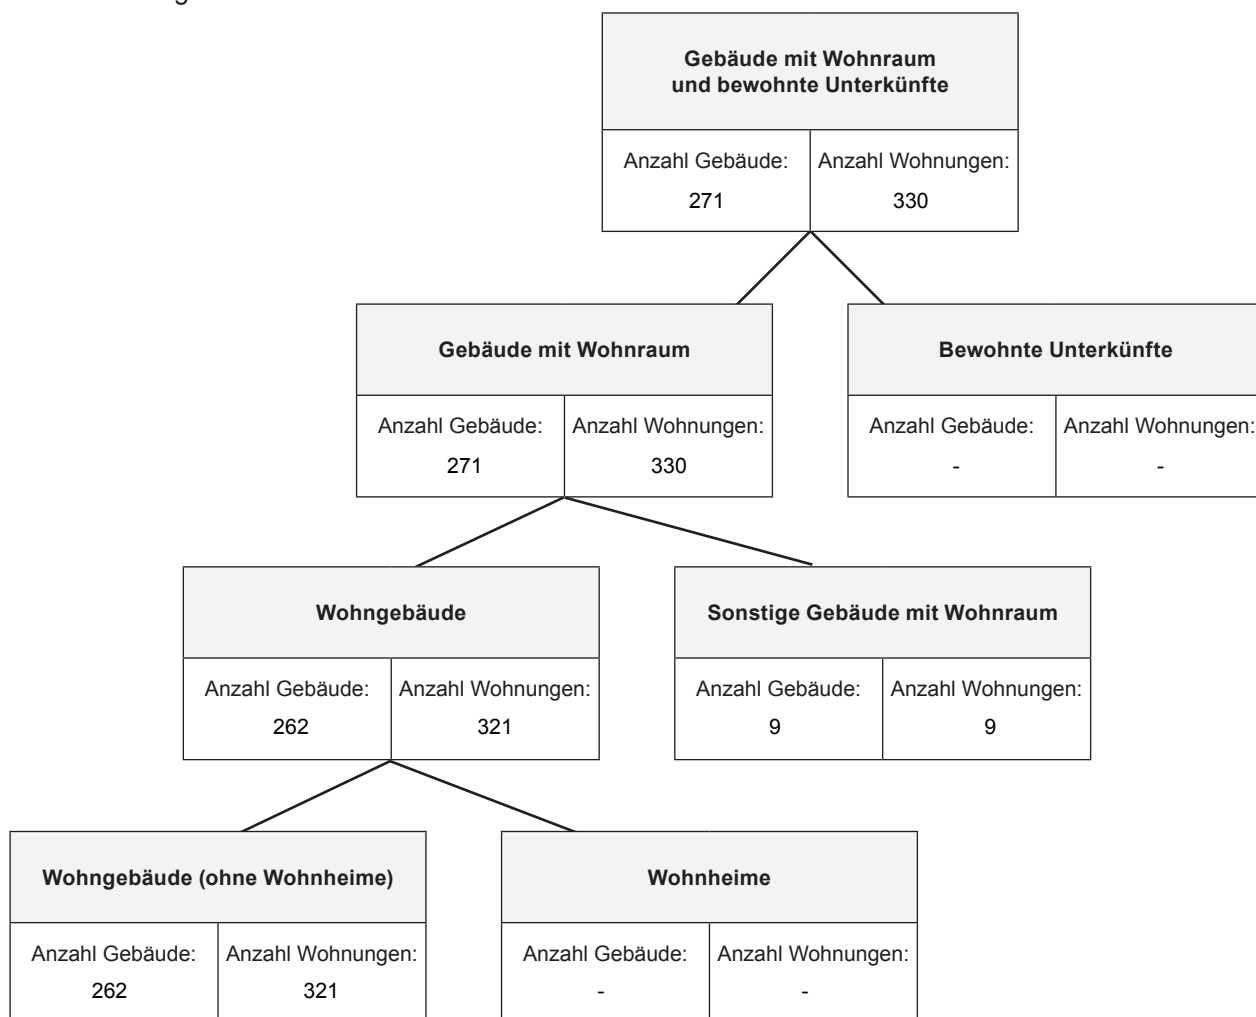 Gebäude mit Wohnraum
und bewohnte Unterkünfte
Anzahl Gebäude: Anzahl Wohnungen:
271 330
Gebäude mit Wohnraum
Anzahl Gebäude: Anzahl Wohnungen:
271 330
Bewohnte Unterkünfte
Anzahl Gebäude: Anzahl Wohnungen:
- -
Wohngebäude
Anzahl Gebäude: Anzahl Wohnungen:
262 321
Sonstige Gebäude mit Wohnraum
Anzahl Gebäude: Anzahl Wohnungen:
9 9
Wohngebäude (ohne Wohnheime)
Anzahl Gebäude: Anzahl Wohnungen:
262 321
Wohnheime
Anzahl Gebäude: Anzahl Wohnungen:
- -